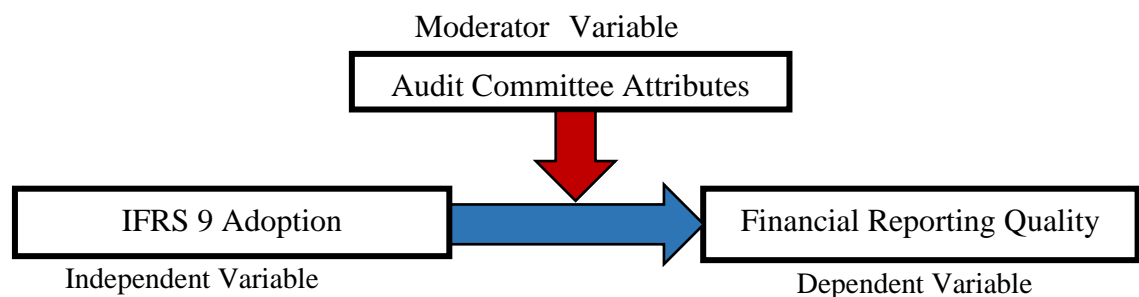 Moderator Variable
Audit Committee Attributes
IFRS 9 Adoption
Financial Reporting Quality
Independent Variable
Dependent Variable